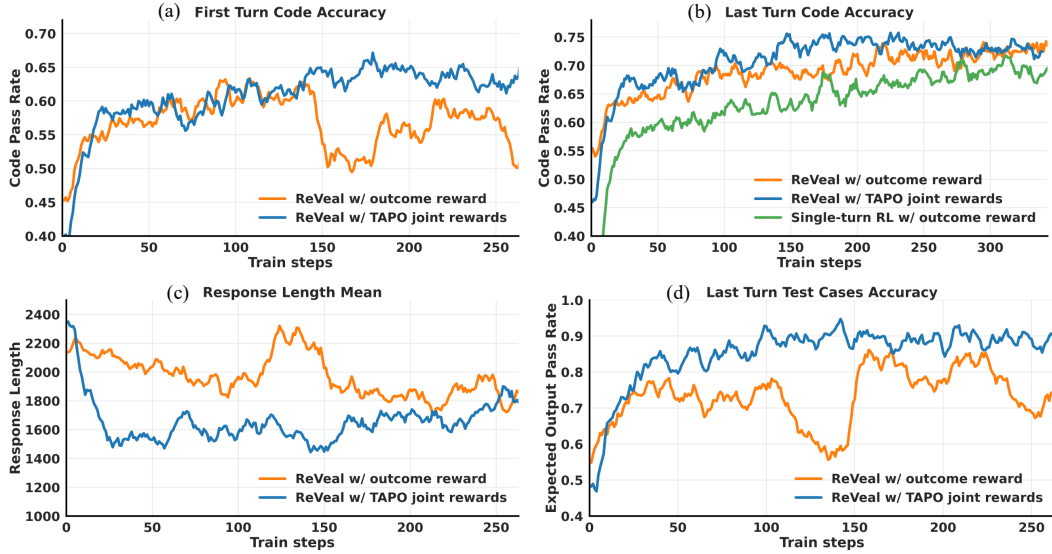 (a) First Turn Code Accuracy
Code Pass Rate
0.70
0.65
0.60
0.55
0.50
0.45
0.40
0 50 100 150 200 250
Train steps
ReVeal w/ outcome reward
ReVeal w/ TAPO joint rewards
(b) Last Turn Code Accuracy
Code Pass Rate
0.75
0.70
0.65
0.60
0.55
0.50
0.45
0.40
0 50 100 150 200 250 300
Train steps
ReVeal w/ outcome reward
ReVeal w/ TAPO joint rewards
Single-turn RL w/ outcome reward
(c) Response Length Mean
Response Length
2400
2200
2000
1800
1600
1400
1200
1000
0 50 100 150 200 250
Train steps
ReVeal w/ outcome reward
ReVeal w/ TAPO joint rewards
(d) Last Turn Test Cases Accuracy
Expected Output Pass Rate
1.0
0.9
0.8
0.7
0.6
0.5
0.4
0 50 100 150 200 250
Train steps
ReVeal w/ outcome reward
ReVeal w/ TAPO joint rewards